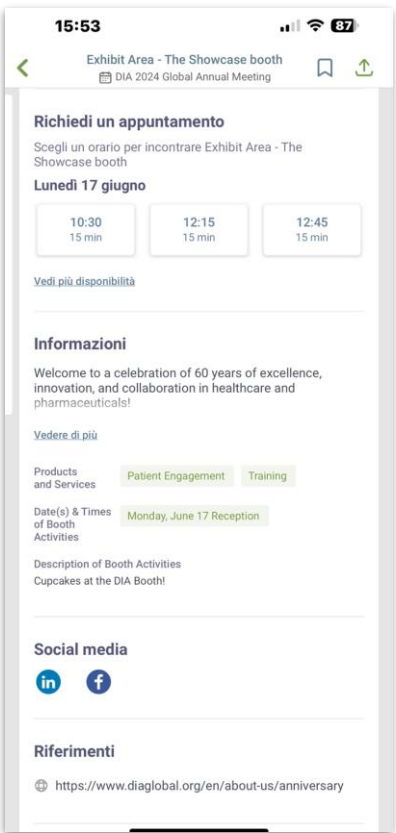 15:53
87
Exhibit Area - The Showcase booth
DIA 2024 Global Annual Meeting
Richiedi un appuntamento
Scegli un orario per incontrare Exhibit Area - The
Showcase booth
Lunedì 17 giugno
10:30
15 min
12:15
15 min
12:45
15 min
Vedi più disponibilità
Informazioni
Welcome to a celebration of 60 years of excellence,
innovation, and collaboration in healthcare and
pharmaceuticals!
Vedere di più
Products
and Services
Patient Engagement
Training
Date(s) & Times
of Booth
Activities
Monday, June 17 Reception
Description of Booth Activities
Cupcakes at the DIA Booth!
Social media
in
f
Riferimenti
https://www.diaglobal.org/en/about-us/anniversary